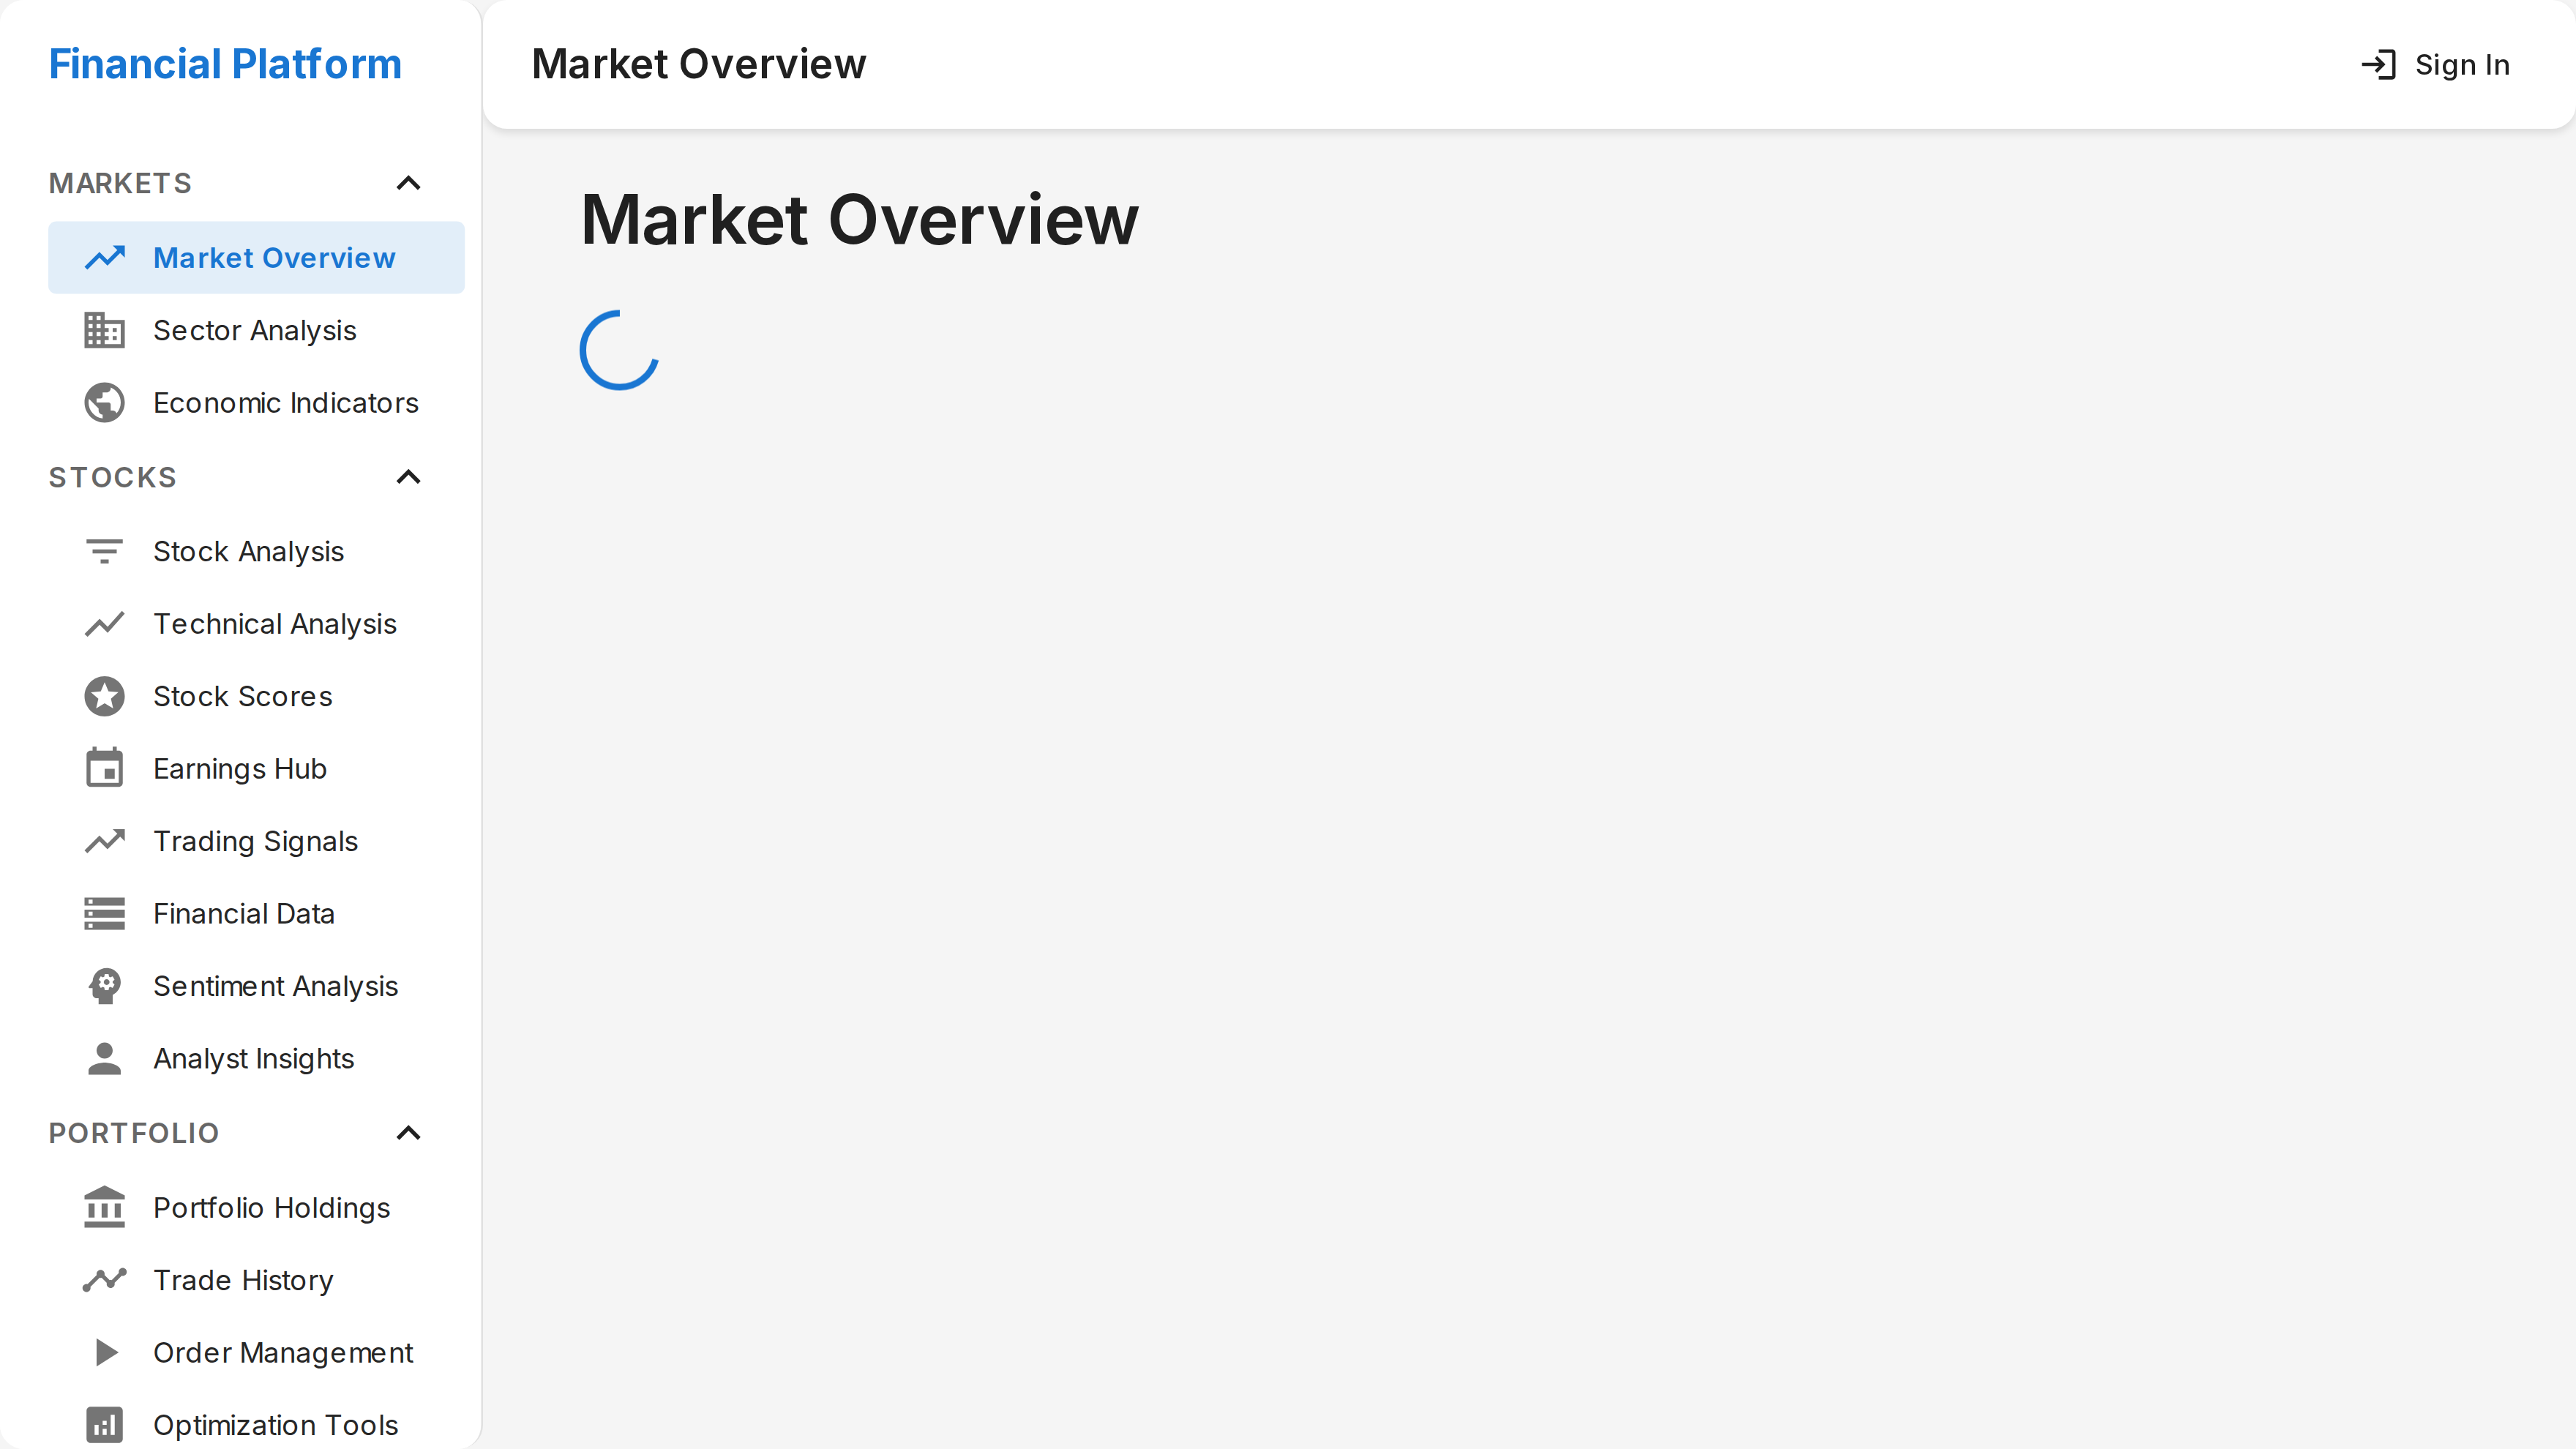 Financial Platform
MARKETS
Market Overview
Sector Analysis
Economic Indicators
STOCKS
Stock Analysis
Technical Analysis
Stock Scores
Earnings Hub
Trading Signals
Financial Data
Sentiment Analysis
Analyst Insights
PORTFOLIO
Portfolio Holdings
Trade History
Order Management
Optimization Tools
Market Overview
Sign In
Market Overview